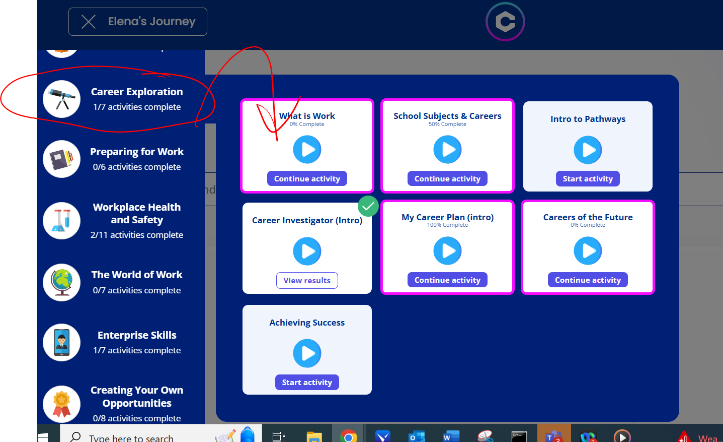 Elena's Journey
Career Exploration
1/7 activities complete
Preparing for Work
0/6 activities complete
Workplace Health
and Safety
2/11 activities complete
The World of Work
0/7 activities complete
Enterprise Skills
1/7 activities complete
Creating Your Own
Opportunities
0/8 activities complete
What is Work
0% Complete
Continue activity
School Subjects & Careers
50% Complete
Continue activity
Intro to Pathways
Start activity
Career Investigator (Intro)
View results
My Career Plan (intro)
100% Complete
Continue activity
Careers of the Future
0% Complete
Continue activity
Achieving Success
Start activity
Type here to search